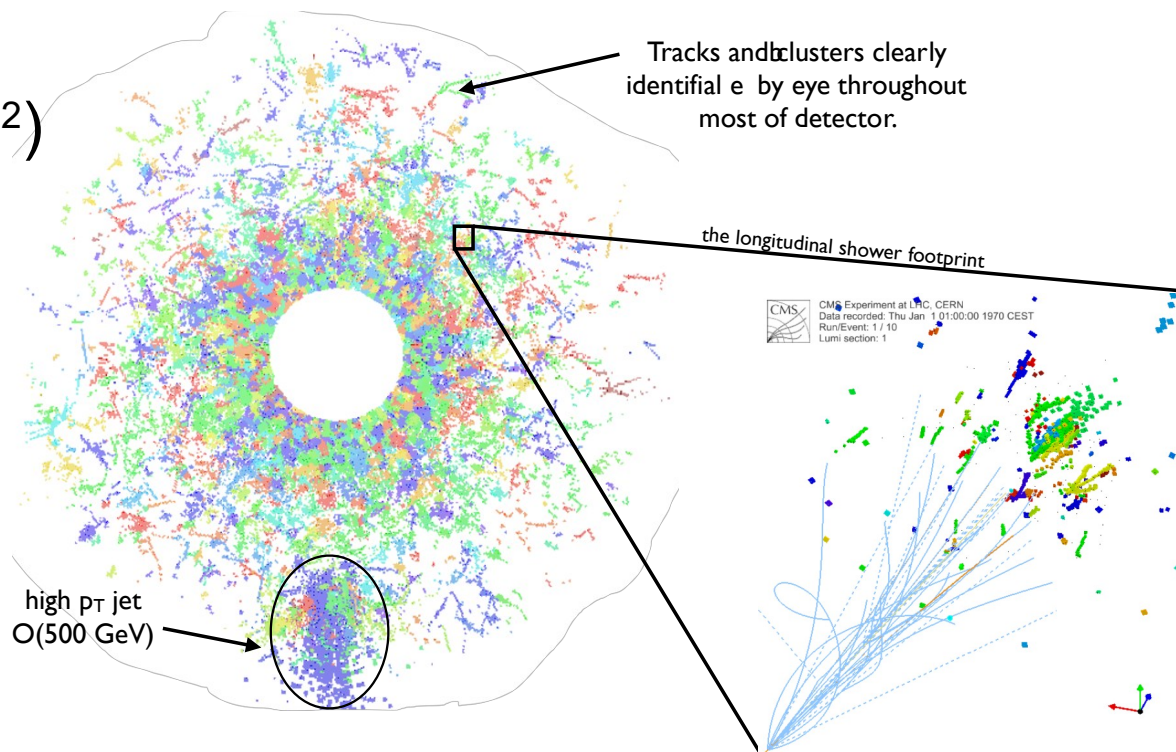 Tracks andbclusters clearly
identifial e by eye throughout
most of detector.
2)
the longitudinal shower footprint
CMS
CMS Experiment at LHC, CERN
Data recorded: Thu Jan 1 01:00:00 1970 CEST
Run/Event: 1 / 10
Lumi section: 1
high pT jet
O(500 GeV)